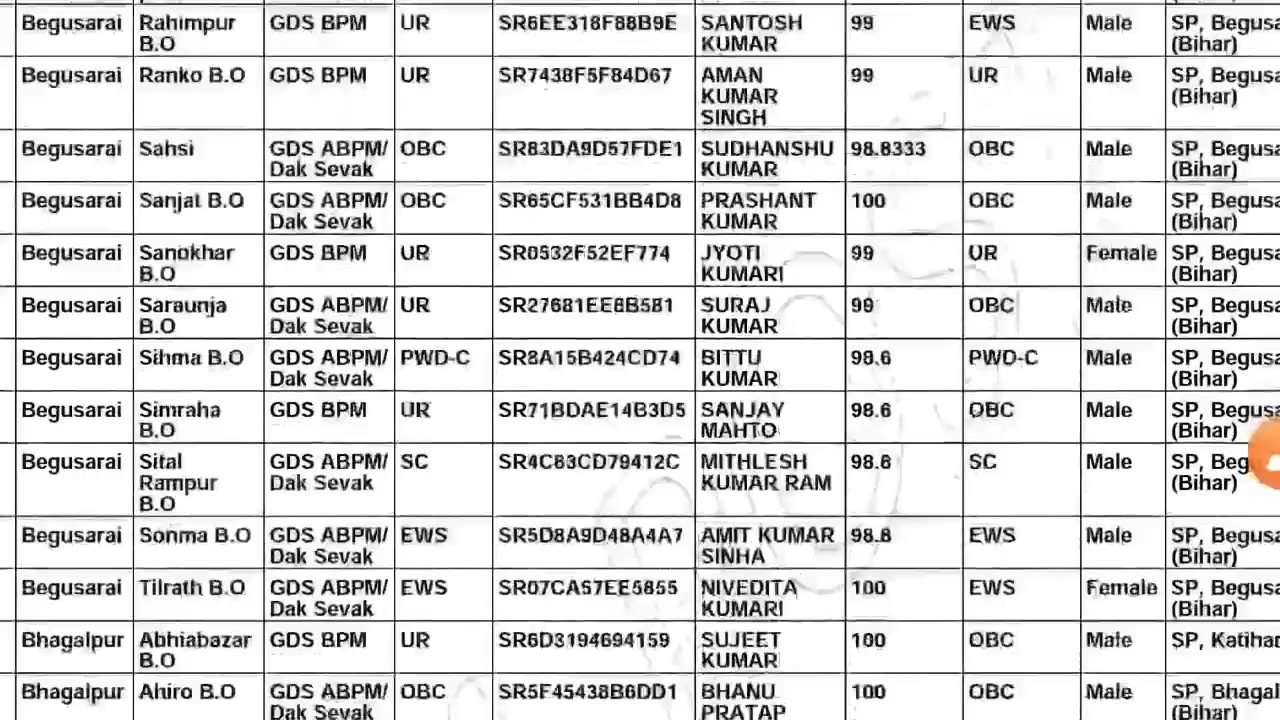 Begusarai Rahimpur GDS BPM UR SR6EE318F88B9E SANTOSH 99 EWS Male SP, Begusa
B.O KUMAR (Bihar)
Begusarai Ranko B.O GDS BPM UR SR7438F5F84D67 AMAN 99 UR Male SP, Begusa
KUMAR (Bihar)
SINGH
Begusarai Sahsi GDS ABPM/ OBC SR83DA9D57FDE1 SUDHANSHU 98.8333 OBC Male SP, Begusa
Dak Sevak KUMAR (Bihar)
Begusarai Sanjat B.O GDS ABPM/ OBC SR65CF531BB4D8 PRASHANT 100 OBC Male SP, Begusa
Dak Sevak KUMAR (Bihar)
Begusarai Sanokhar GDS BPM UR SR0532F52EF774 JYOTI 99 UR Female SP, Begusa
B.O KUMARI (Bihar)
Begusarai Saraunja GDS ABPM/ UR SR27681EE8B581 SURAJ 99 OBC Male SP, Begusa
B.O Dak Sevak KUMAR (Bihar)
Begusarai Sihma B.O GDS ABPM/ PWD-C SR8A15B424CD74 BITTU 98.6 PWD-C Male SP, Begusa
Dak Sevak KUMAR (Bihar)
Begusarai Simraha GDS BPM UR SR71BDAE14B3D5 SANJAY 98.6 OBC Male SP, Begusa
B.O MAHTO (Bihar)
Begusarai Sital GDS ABPM/ SC SR4C83CD79412C MITHLESH 98.6 SC Male SP, Beg
Rampur Dak Sevak KUMAR RAM (Bihar)
B.O
Begusarai Sonma B.O GDS ABPM/ EWS SR5D8A9D48A4A7 AMIT KUMAR 98.8 EWS Male SP, Begusa
Dak Sevak SINHA (Bihar)
Begusarai Tilrath B.O GDS ABPM/ EWS SR07CA57EE5855 NIVEDITA 100 EWS Female SP, Begusa
Dak Sevak KUMARI (Bihar)
Bhagalpur Abhiabazar GDS BPM UR SR6D3194694159 SUJEET 100 OBC Male SP, Katihar
B.O KUMAR
Bhagalpur Ahiro B.O GDS ABPM/ OBC SR5F45438B6DD1 BHANU 100 OBC Male SP, Bhagal
Dak Sevak PRATAP (Bihar)